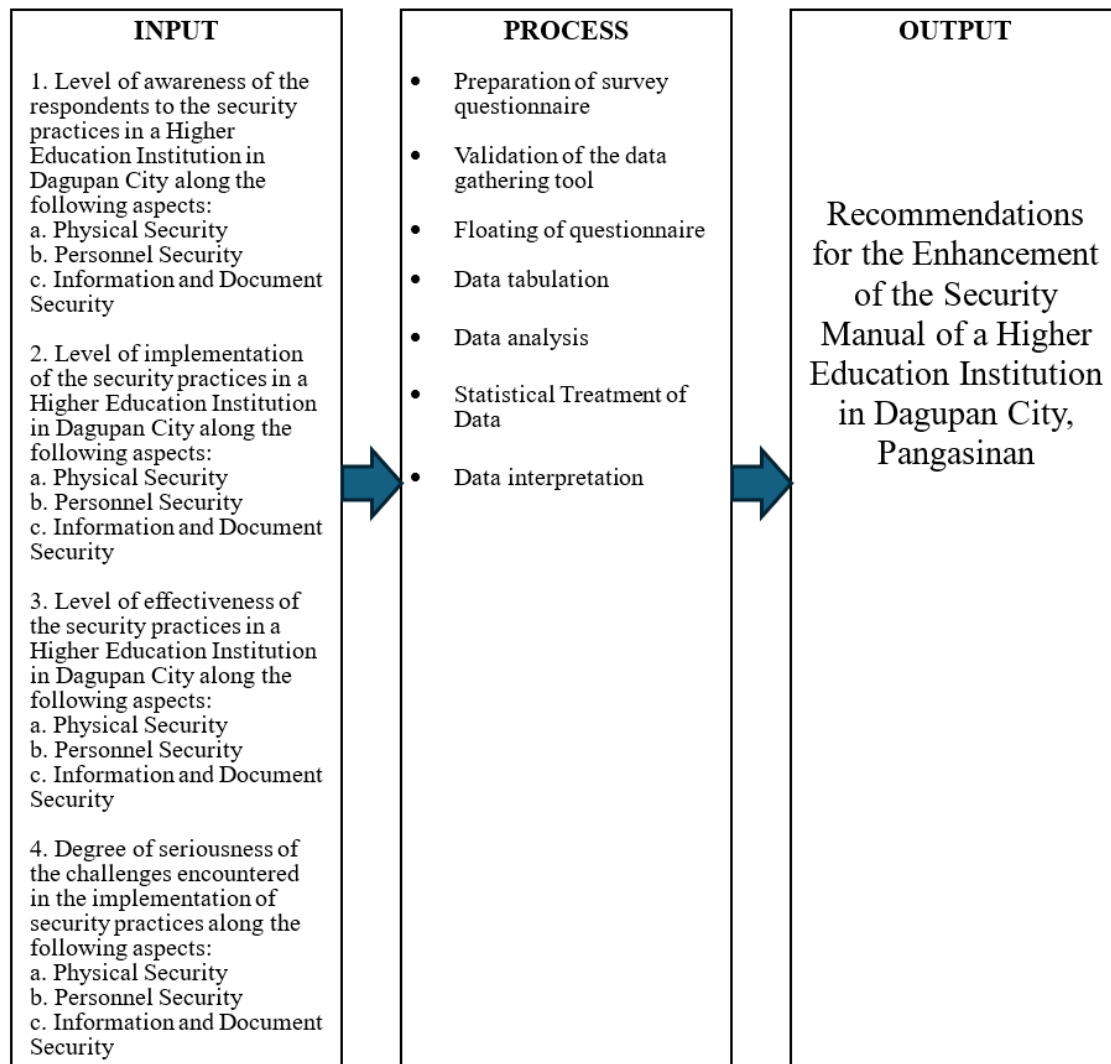 INPUT
1. Level of awareness of the
respondents to the security
practices in a Higher
Education Institution in
Dagupan City along the
following aspects:
a. Physical Security
b. Personnel Security
c. Information and Document
Security
2. Level of implementation
of the security practices in a
Higher Education Institution
in Dagupan City along the
following aspects:
a. Physical Security
b. Personnel Security
c. Information and Document
Security
3. Level of effectiveness of
the security practices in a
Higher Education Institution
in Dagupan City along the
following aspects:
a. Physical Security
b. Personnel Security
c. Information and Document
Security
4. Degree of seriousness of
the challenges encountered
in the implementation of
security practices along the
following aspects:
a. Physical Security
b. Personnel Security
c. Information and Document
Security
PROCESS
• Preparation of survey
questionnaire
• Validation of the data
gathering tool
• Floating of questionnaire
• Data tabulation
• Data analysis
• Statistical Treatment of
Data
• Data interpretation
OUTPUT
Recommendations
for the Enhancement
of the Security
Manual of a Higher
Education Institution
in Dagupan City,
Pangasinan